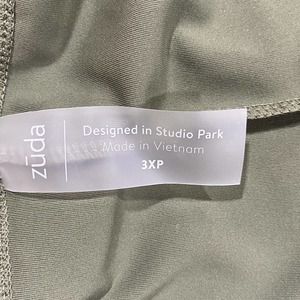 zūda
Designed in Studio Park
Made in Vietnam
3XP